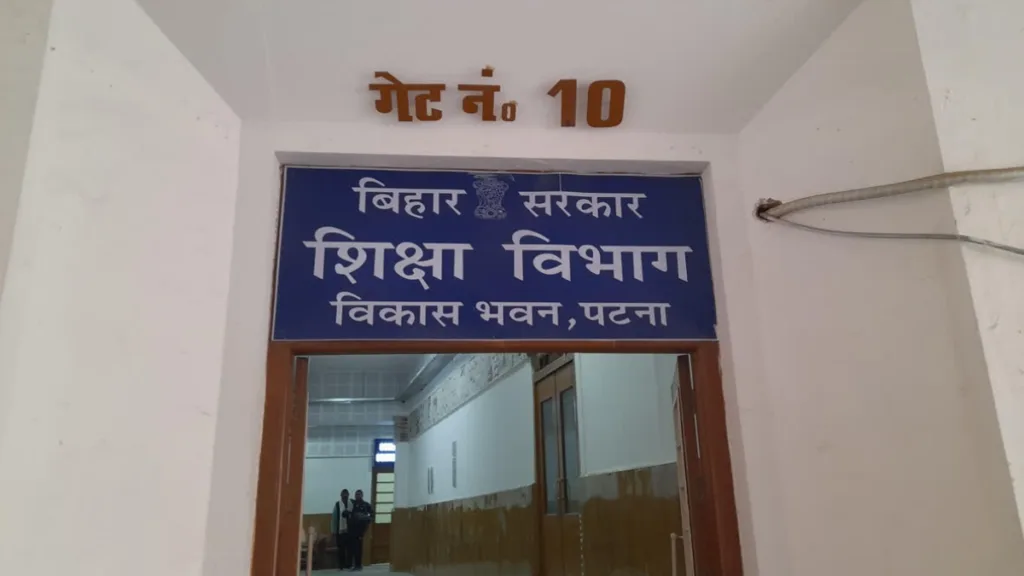 गेट नं० 10
बिहार सरकार
शिक्षा विभाग
विकास भवन, पटना